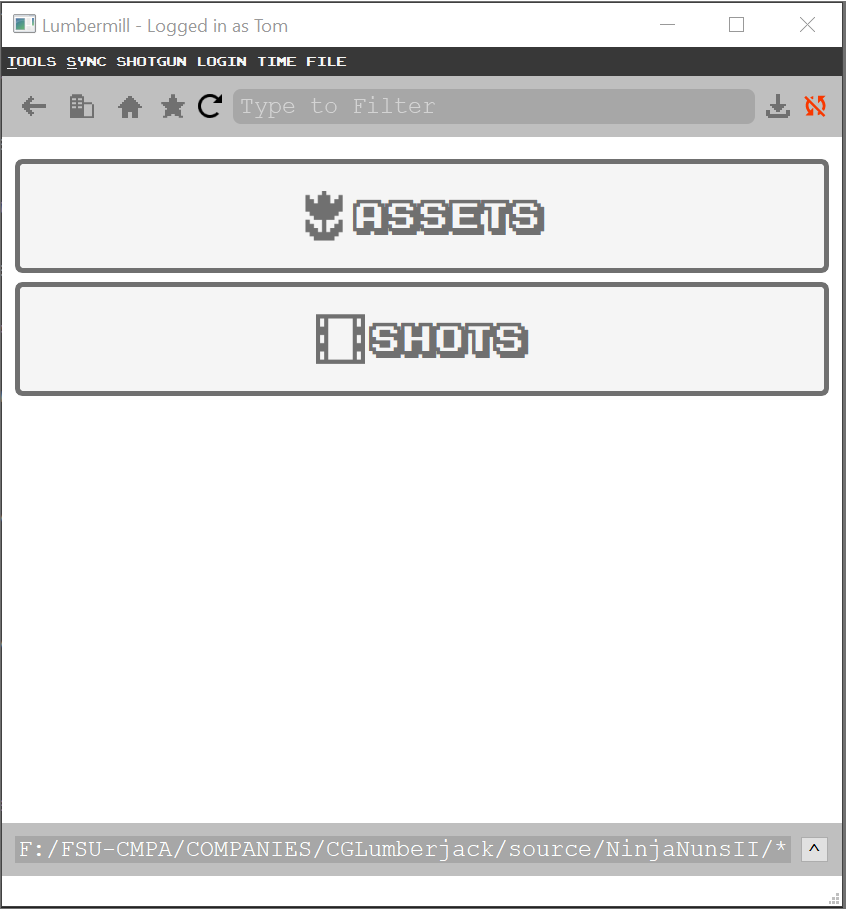 Lumbermill - Logged in as Tom
TOOLS SYNC SHOTGUN LOGIN TIME FILE
Type to Filter
ASSETS
SHOTS
F:/FSU-CMPA/COMPANIES/CGLumberjack/source/NinjaNunsII/* ^